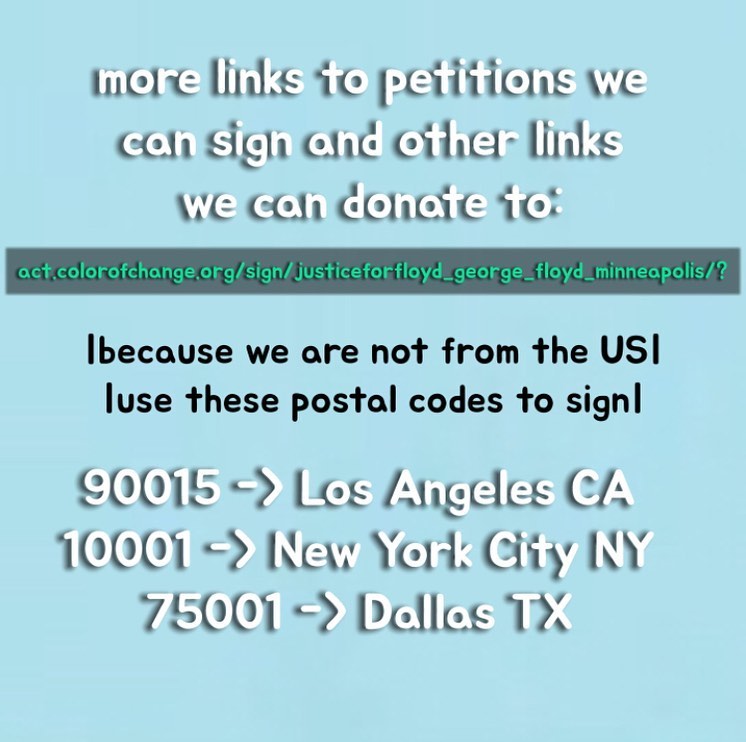 more links to petitions we
can sign and other links
we can donate to:
act.colorofchange.org/sign/justiceforfloyd_george_floyd_minneapolis/?
|because we are not from the US|
|use these postal codes to sign|
90015 -> Los Angeles CA
10001 -> New York City NY
75001 -> Dallas TX